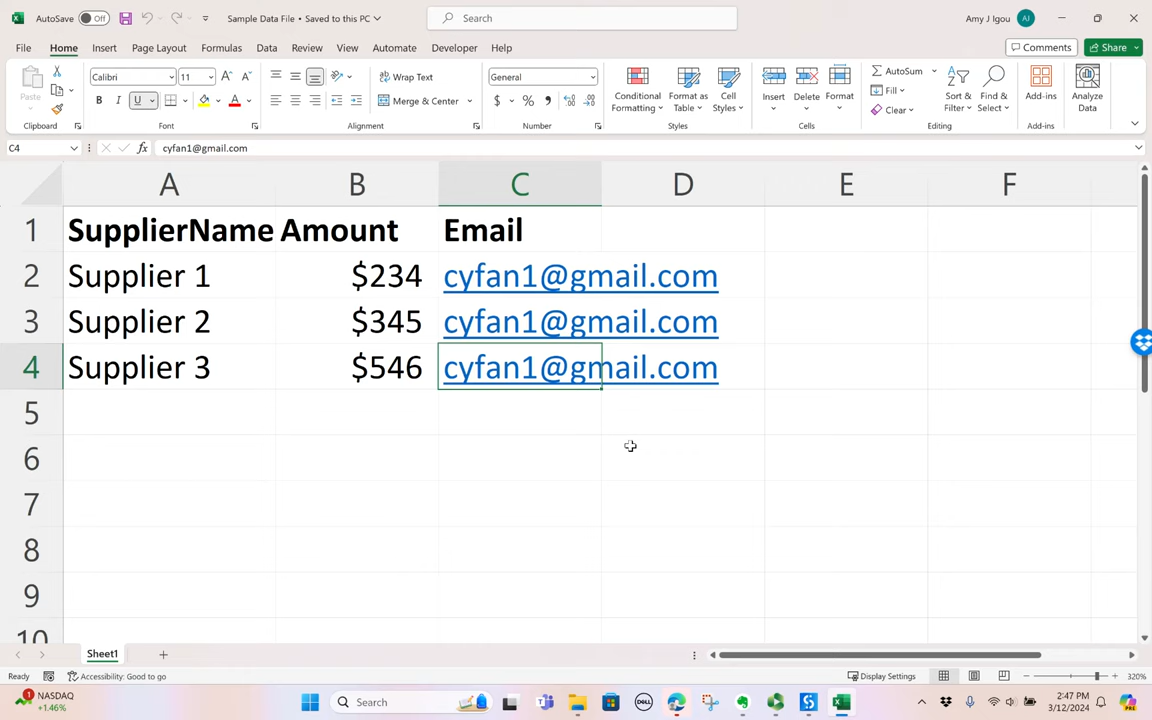 AutoSave Off Sample Data File • Saved to this PC Search Amy J Igou AJ
File Home Insert Page Layout Formulas Data Review View Automate Developer Help Comments Share
Paste Calibri 11 Wrap Text General Conditional Formatting Format as Table Cell Styles Insert Delete Format AutoSum Sort & Filter Find & Select Add-ins Analyze Data
B I U A Merge & Center $ % Fill Clear
Clipboard Font Alignment Number Styles Cells Editing Add-ins
C4 fx cyfan1@gmail.com
A B C D E F
1 SupplierName Amount Email
2 Supplier 1 $234 cyfan1@gmail.com
3 Supplier 2 $345 cyfan1@gmail.com
4 Supplier 3 $546 cyfan1@gmail.com
5
6
7
8
9
10
Sheet1
Ready Accessibility: Good to go Display Settings 320%
1 NASDAQ +1.46% Search DELL 2:47 PM 3/12/2024 PRE